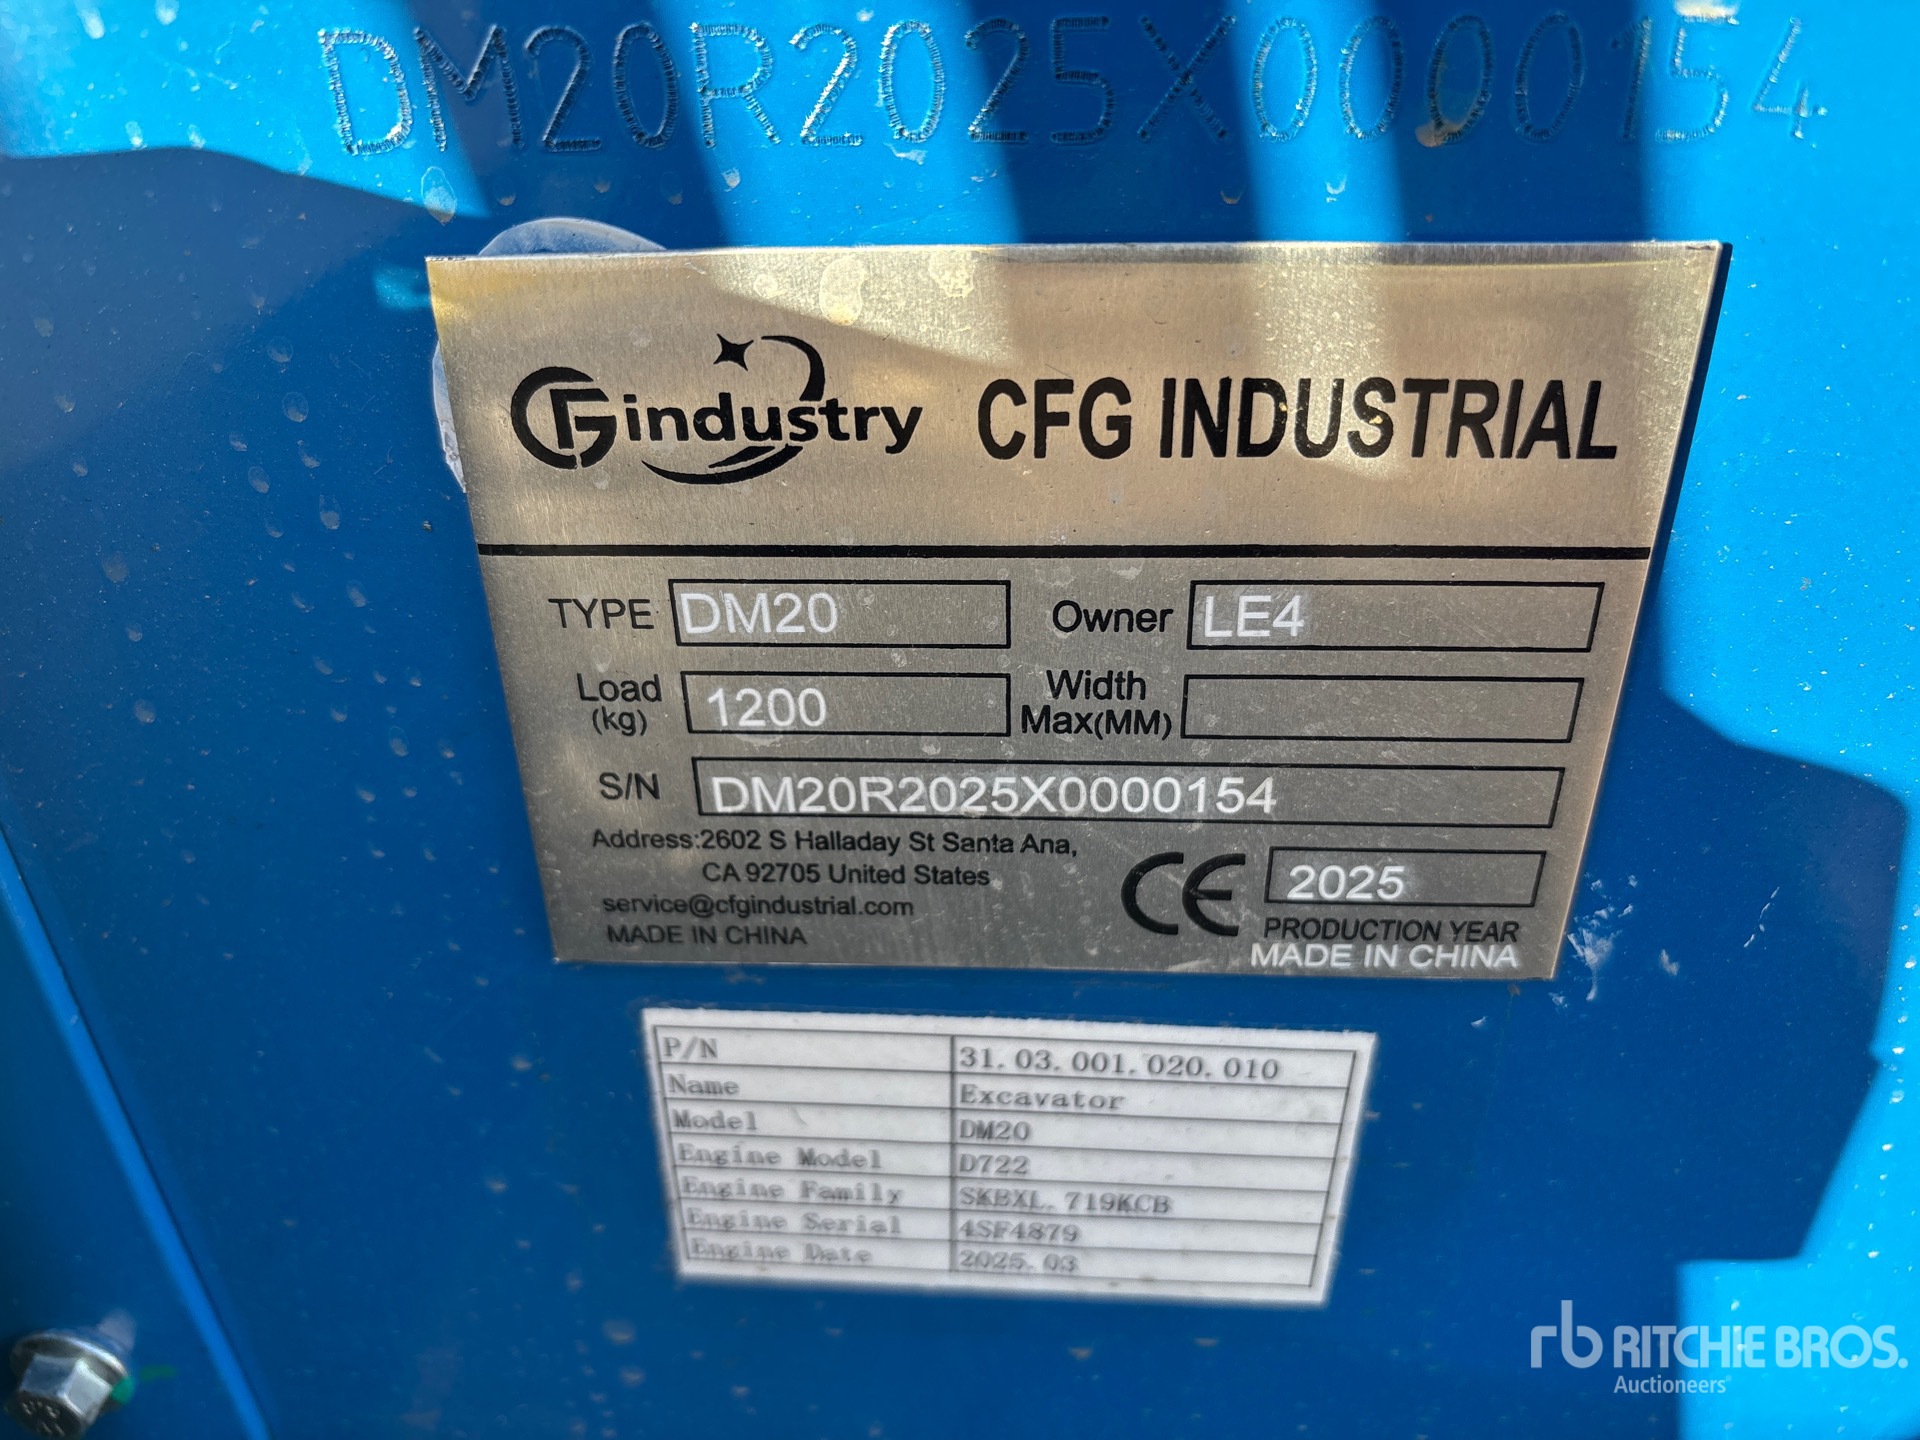 DM20R2025X0000154
CFGindustry CFG INDUSTRIAL
TYPE DM20 Owner LE4
Load (kg) 1200 Width Max(MM)
S/N DM20R2025X0000154
Address:2602 S Halladay St Santa Ana,
CA 92705 United States
service@cfgindustrial.com
MADE IN CHINA
CE 2025
PRODUCTION YEAR
MADE IN CHINA
P/N 31.03.001.020.010
Name Excavator
Model DM20
Engine Model D722
Engine Family SKBXL.719KCB
Engine Serial 4SF4879
Engine Date 2025.03
rb RITCHIE BROS.
Auctioneers